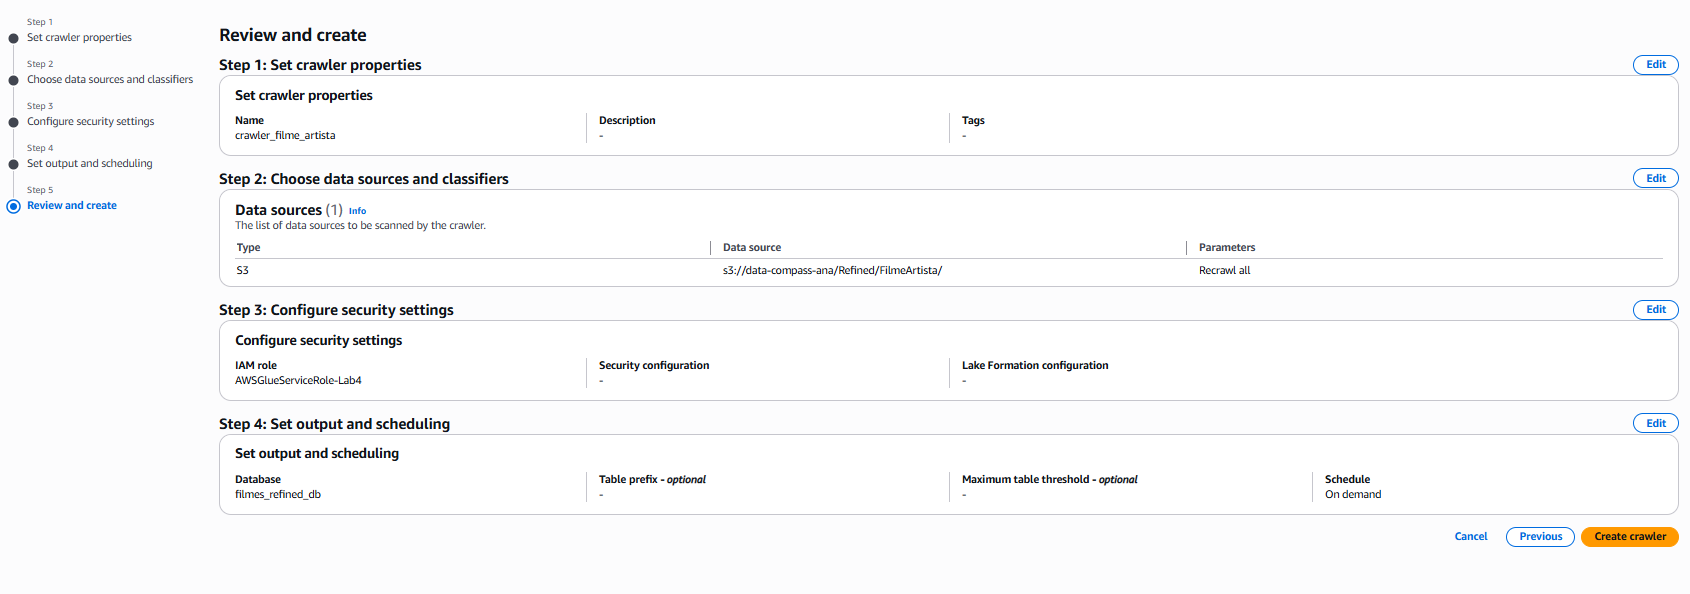 Step 1
Set crawler properties
Step 2
Choose data sources and classifiers
Step 3
Configure security settings
Step 4
Set output and scheduling
Step 5
Review and create
Review and create
Step 1: Set crawler properties
Edit
Set crawler properties
Name Description Tags
crawler_filme_artista - -
Step 2: Choose data sources and classifiers
Edit
Data sources (1) Info
The list of data sources to be scanned by the crawler.
Type Data source Parameters
S3 s3://data-compass-ana/Refined/FilmeArtista/ Recrawl all
Step 3: Configure security settings
Edit
Configure security settings
IAM role Security configuration Lake Formation configuration
AWSGlueServiceRole-Lab4 - -
Step 4: Set output and scheduling
Edit
Set output and scheduling
Database Table prefix - optional Maximum table threshold - optional Schedule
filmes_refined_db - - On demand
Cancel Previous Create crawler